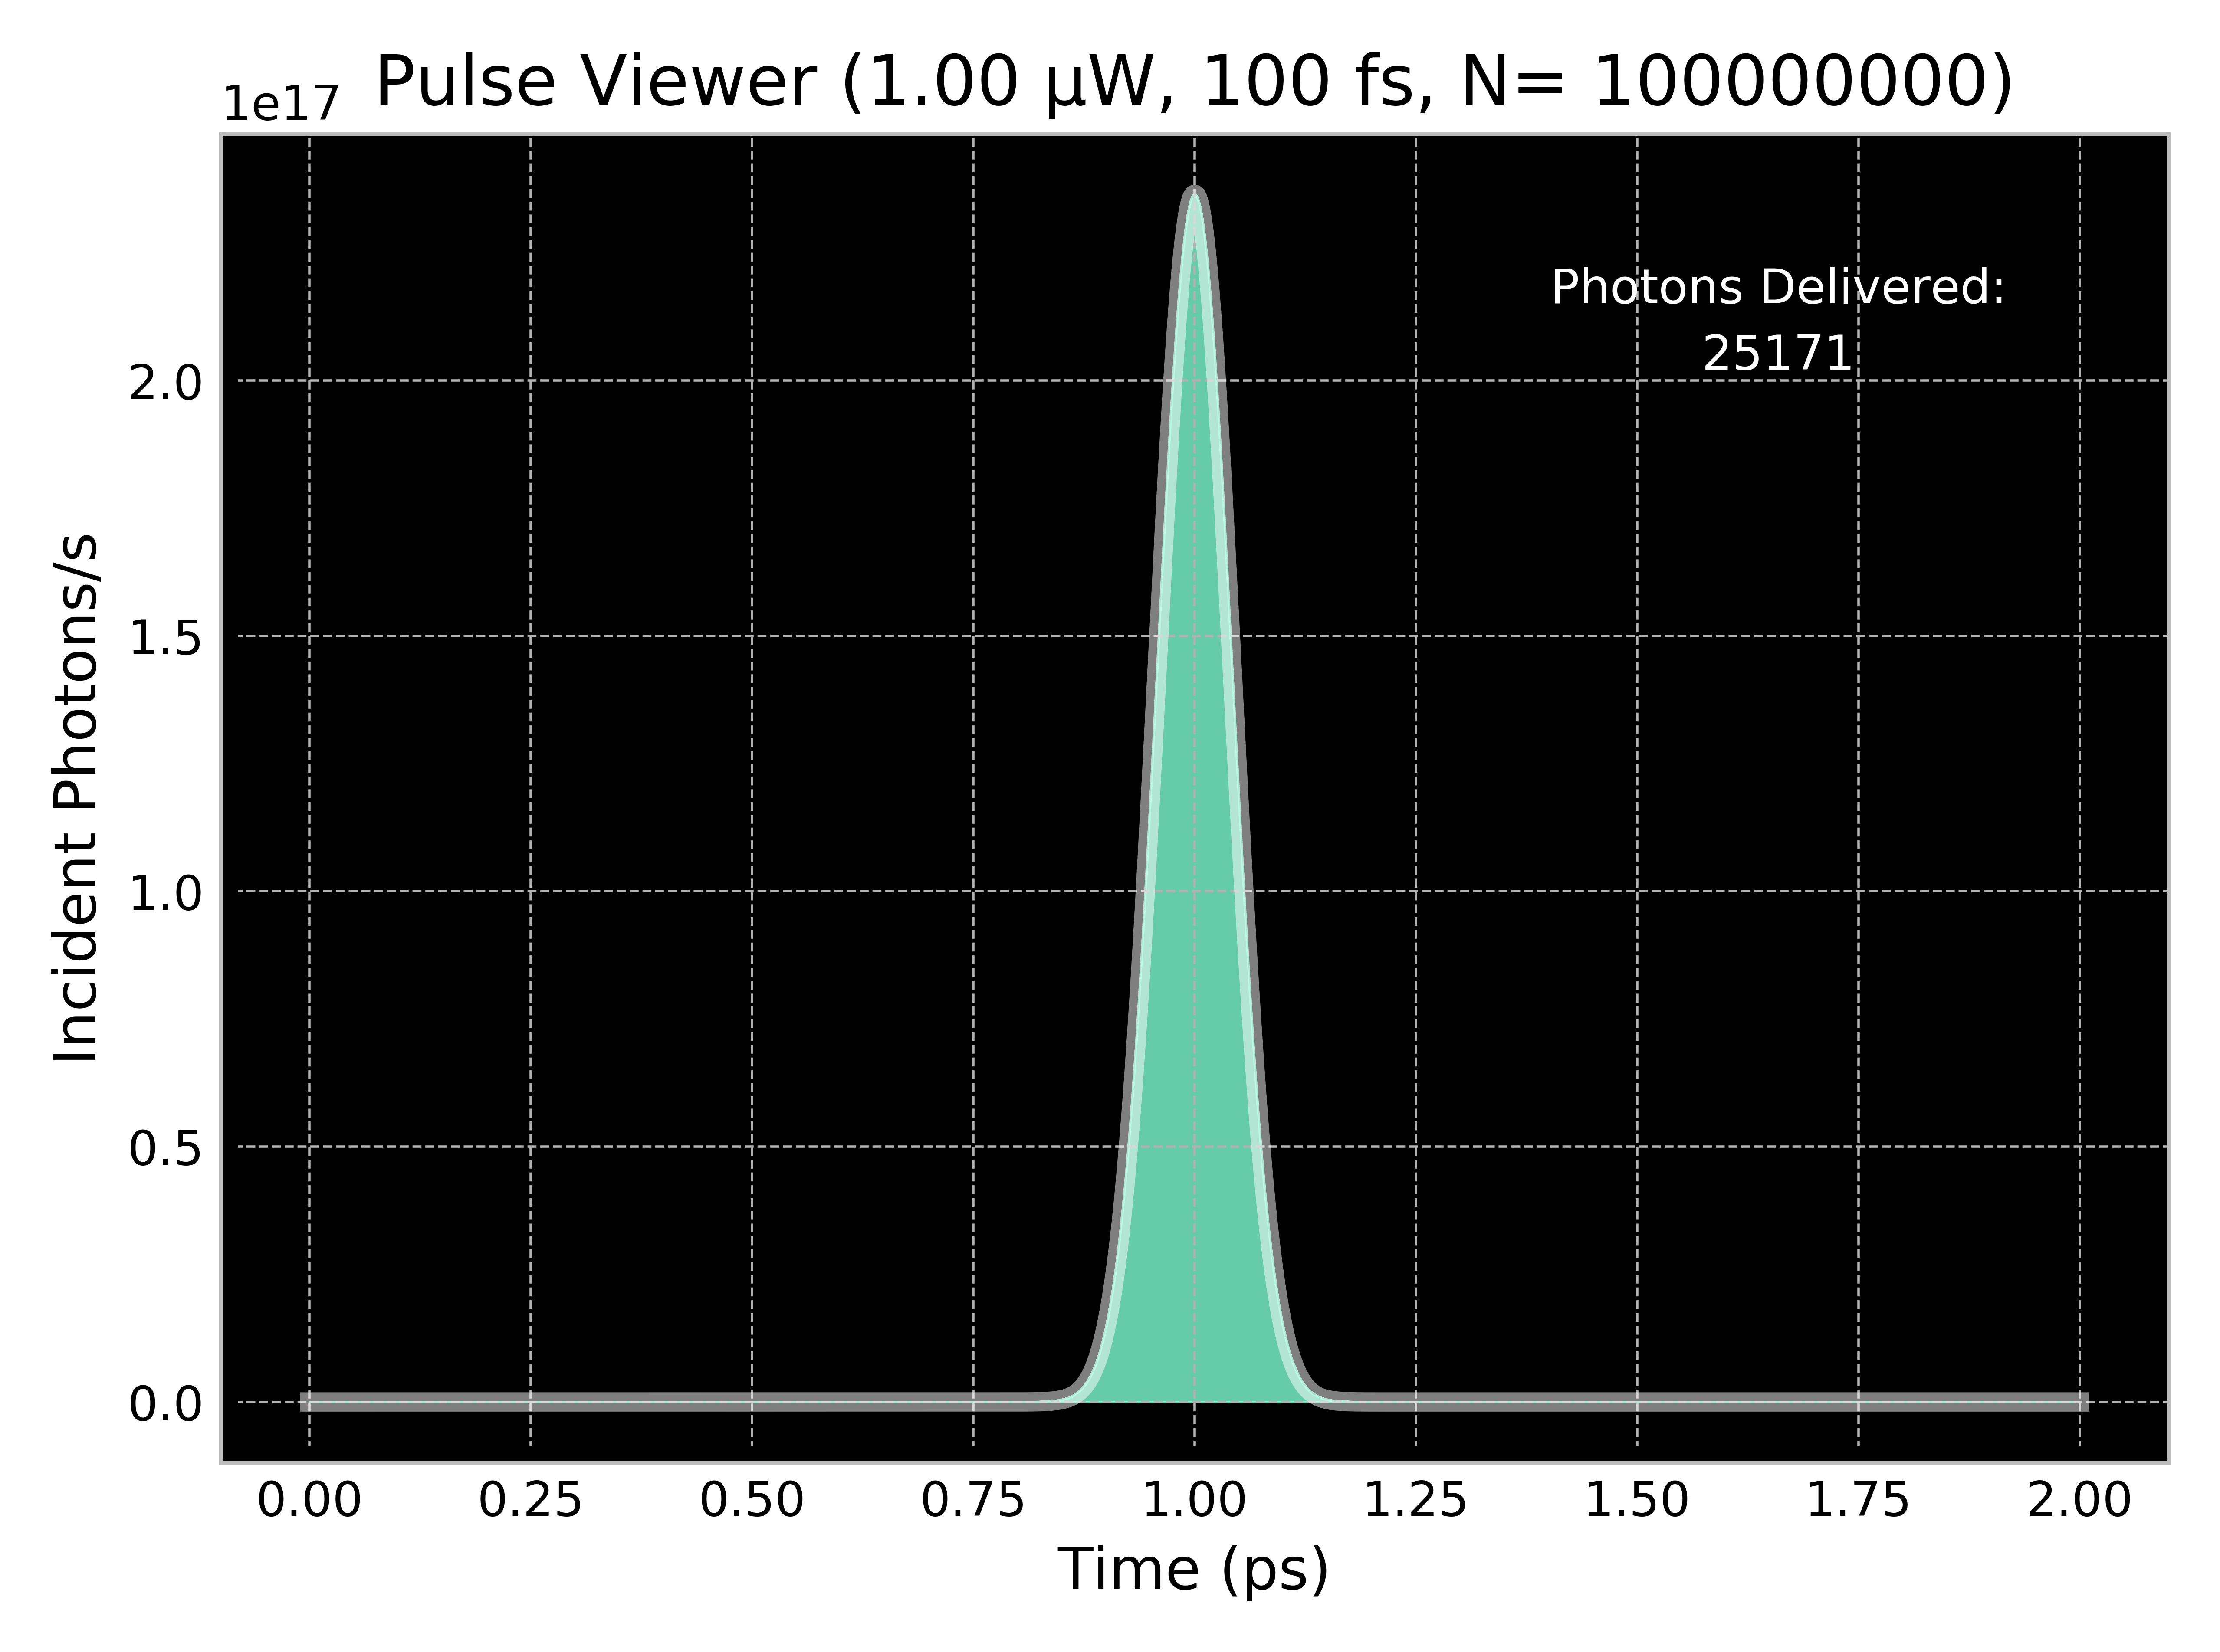 1e17
Pulse Viewer (1.00 µW, 100 fs, N= 100000000)
Photons Delivered:
25171
Incident Photons/s
2.0
1.5
1.0
0.5
0.0
0.00 0.25 0.50 0.75 1.00 1.25 1.50 1.75 2.00
Time (ps)